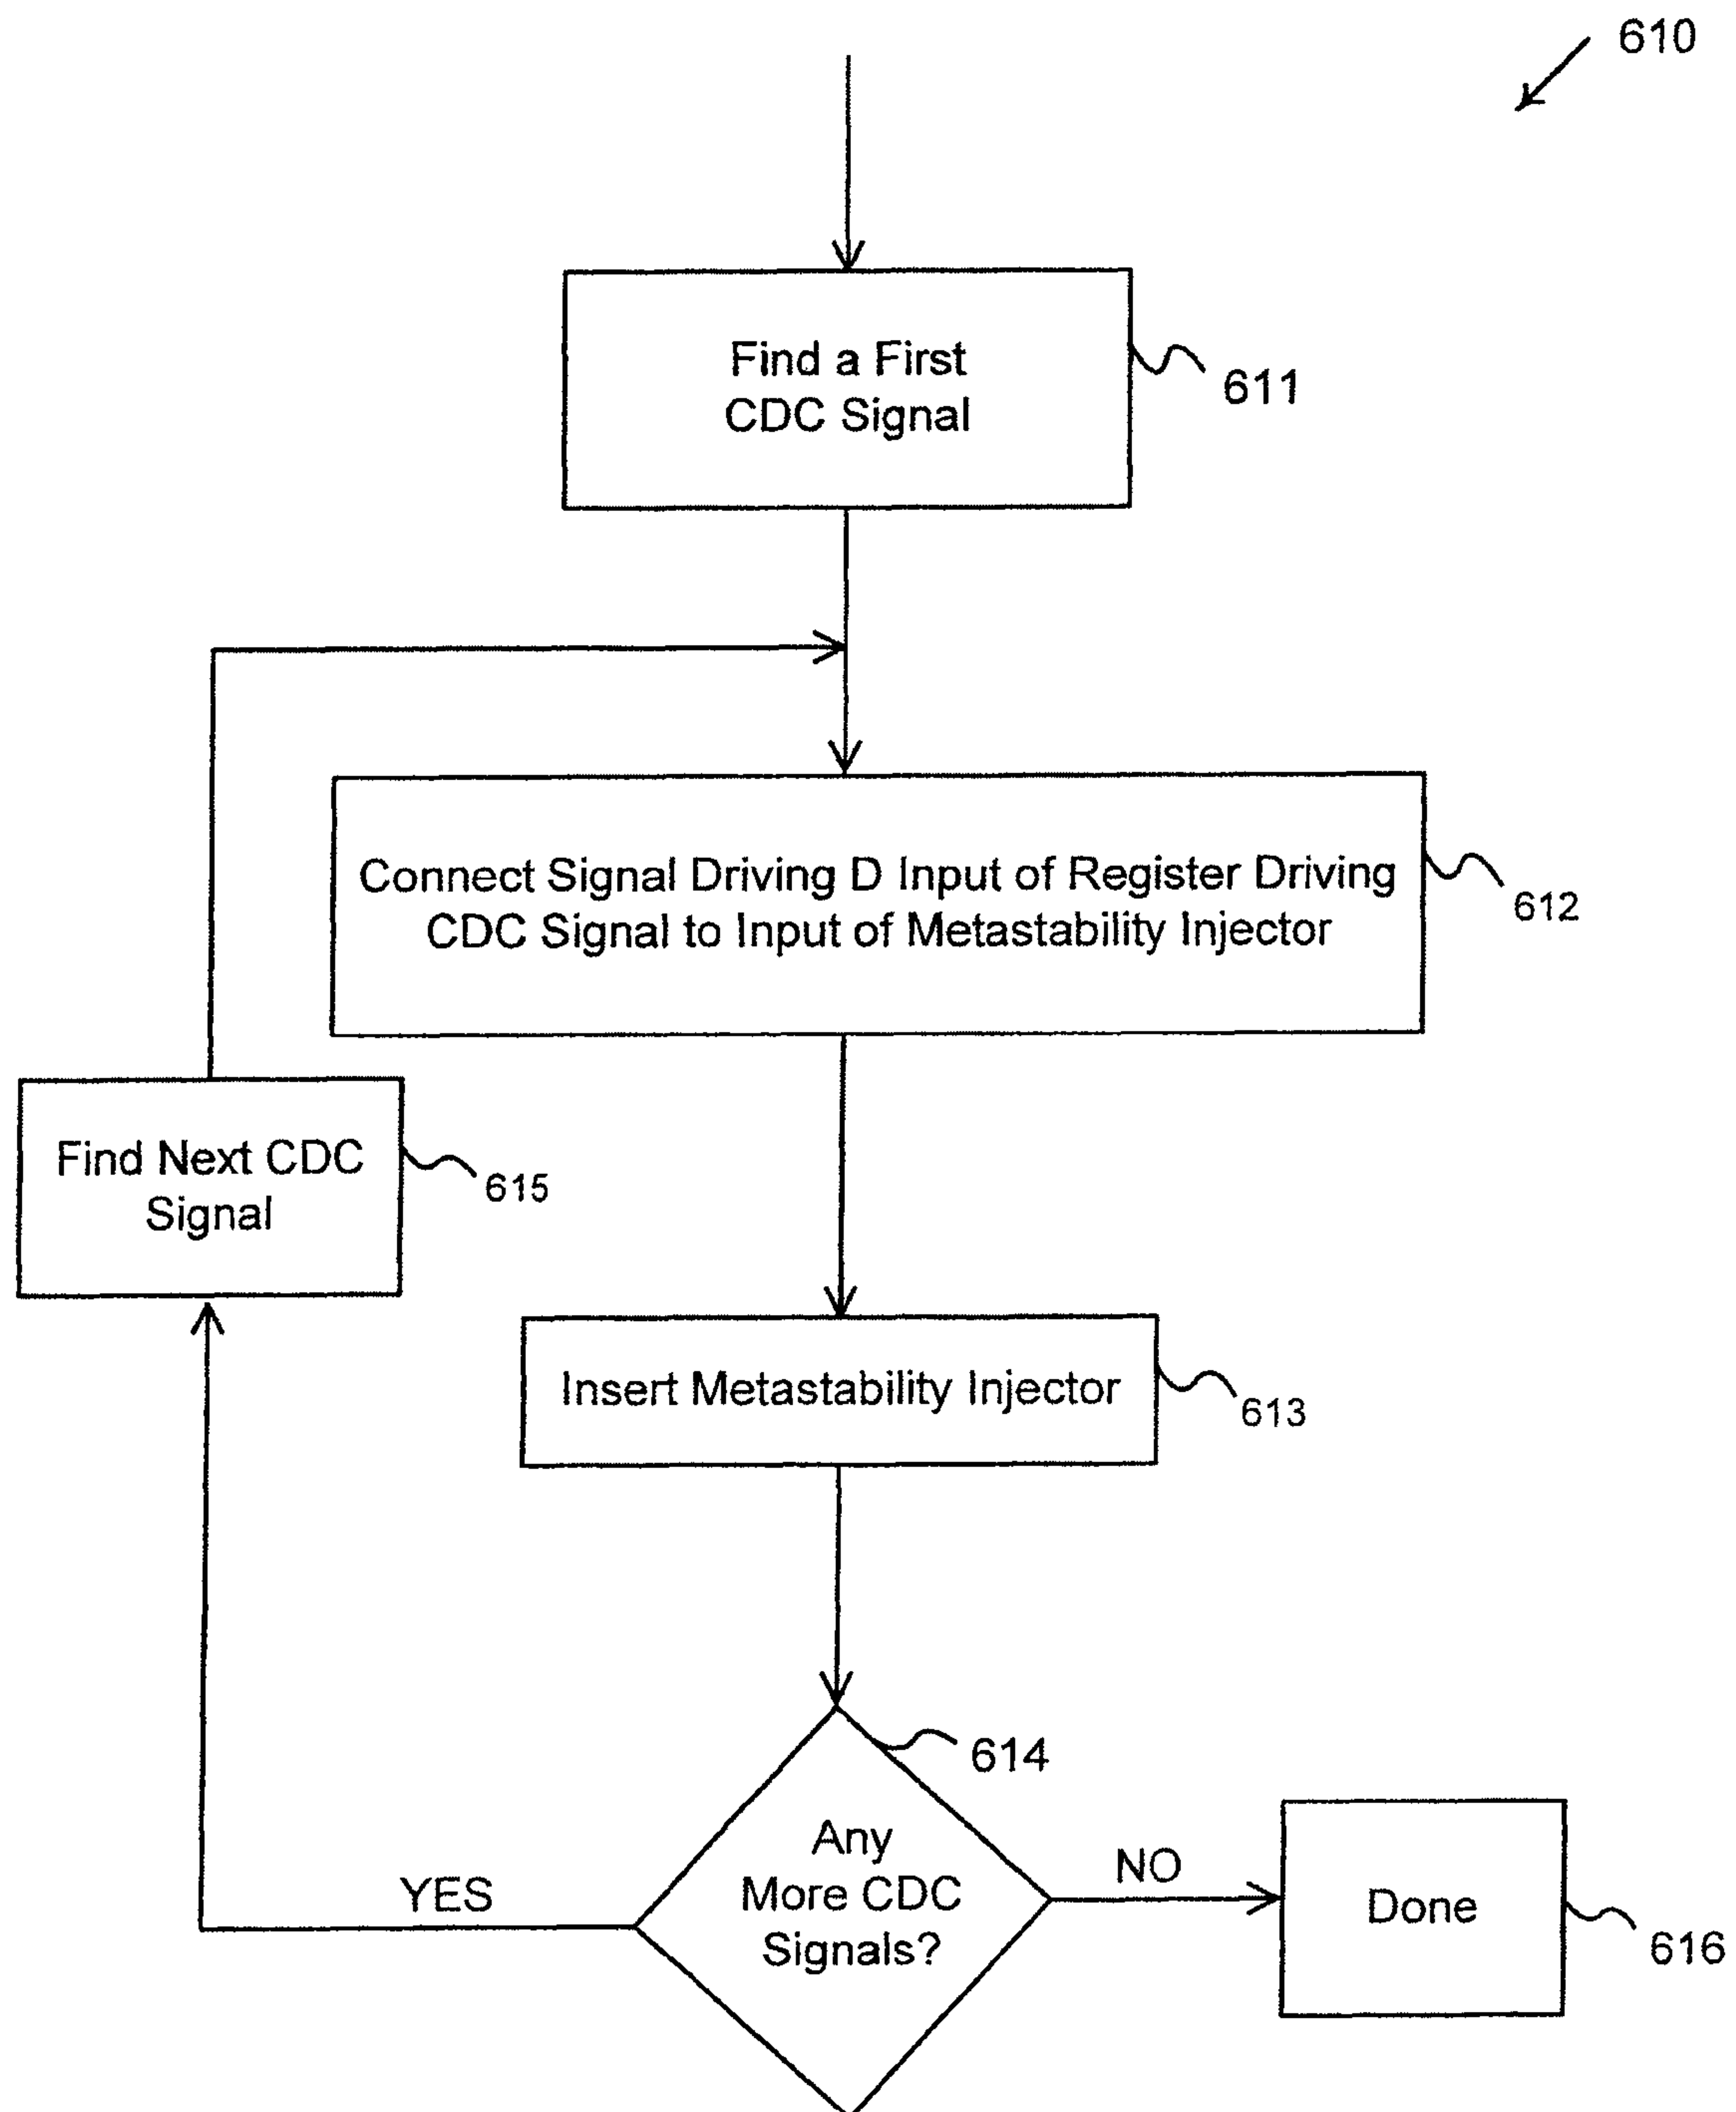 610
Find a First
CDC Signal
611
Connect Signal Driving D Input of Register Driving
CDC Signal to Input of Metastability Injector
612
Find Next CDC
Signal
615
Insert Metastability Injector
613
614
Any
More CDC
Signals?
YES
NO
Done
616